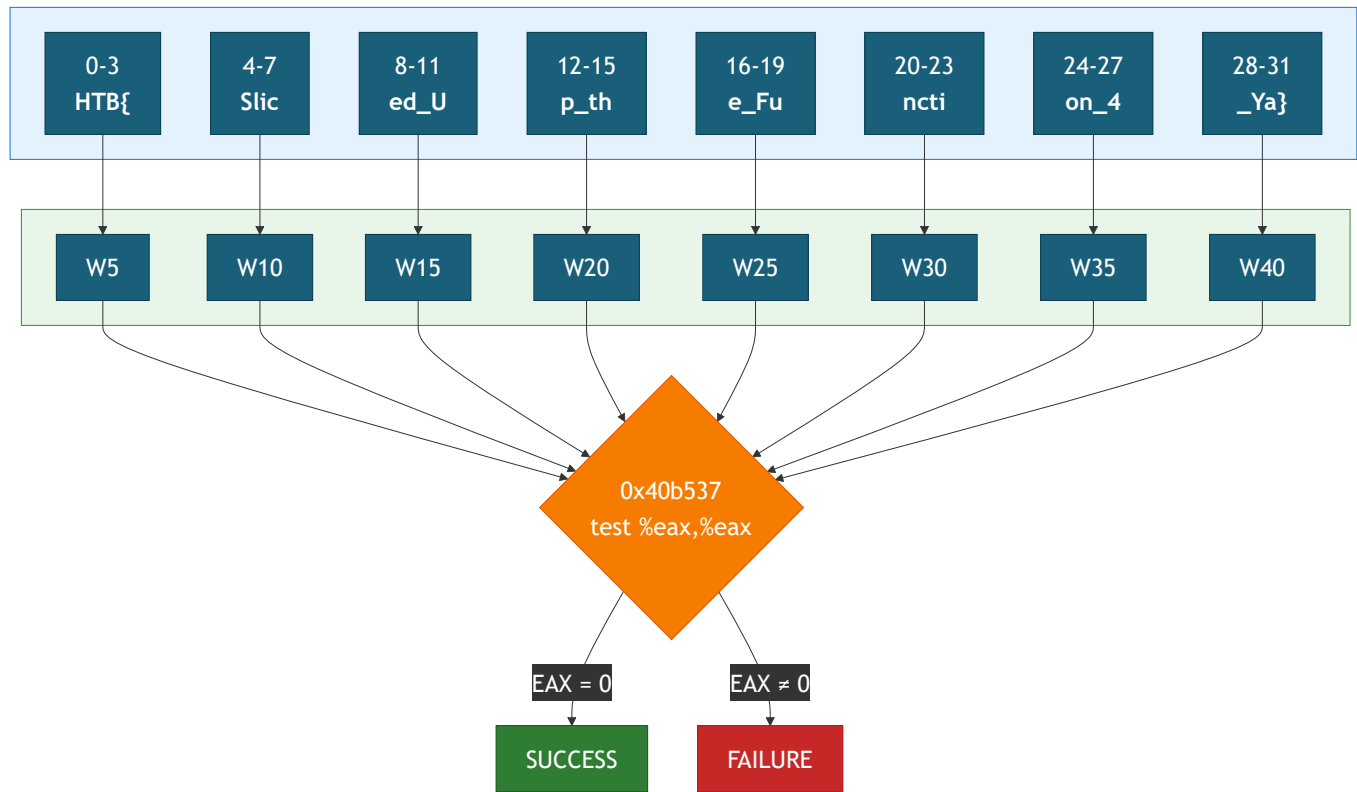 0-3
HTB{
4-7
Slic
8-11
ed_U
12-15
p_th
16-19
e_Fu
20-23
ncti
24-27
on_4
28-31
_Ya}
W5
W10
W15
W20
W25
W30
W35
W40
0x40b537
test %eax,%eax
EAX = 0
EAX ≠ 0
SUCCESS
FAILURE